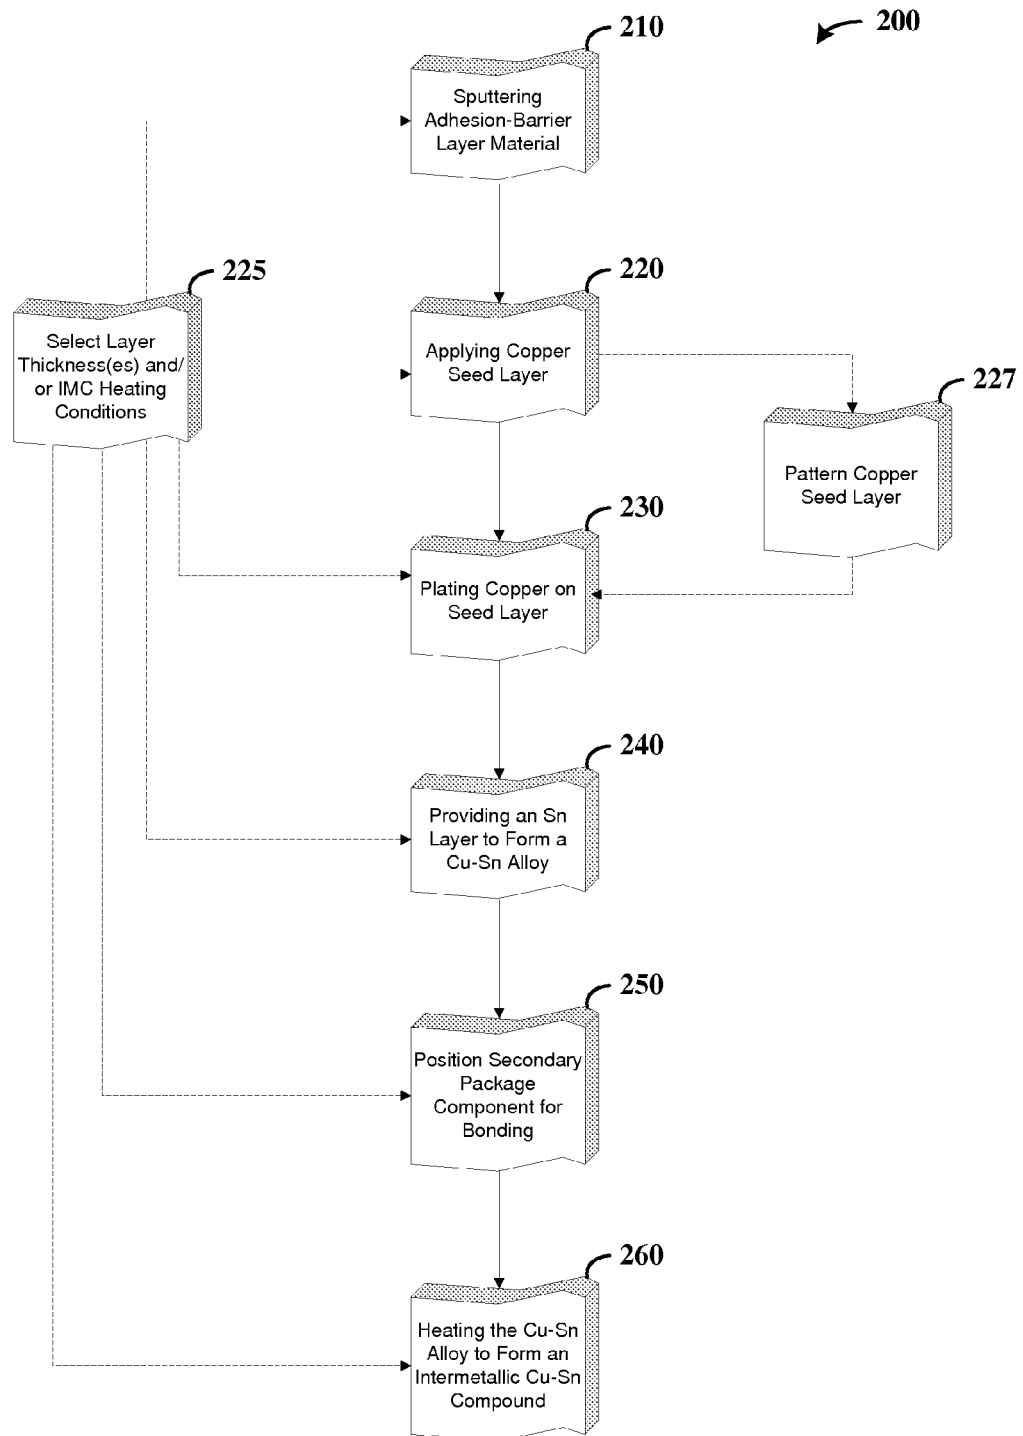 200
210
Sputtering
Adhesion-Barrier
Layer Material
225
Select Layer
Thickness(es) and/
or IMC Heating
Conditions
220
Applying Copper
Seed Layer
227
Pattern Copper
Seed Layer
230
Plating Copper on
Seed Layer
240
Providing an Sn
Layer to Form a
Cu-Sn Alloy
250
Position Secondary
Package
Component for
Bonding
260
Heating the Cu-Sn
Alloy to Form an
Intermetallic Cu-Sn
Compound